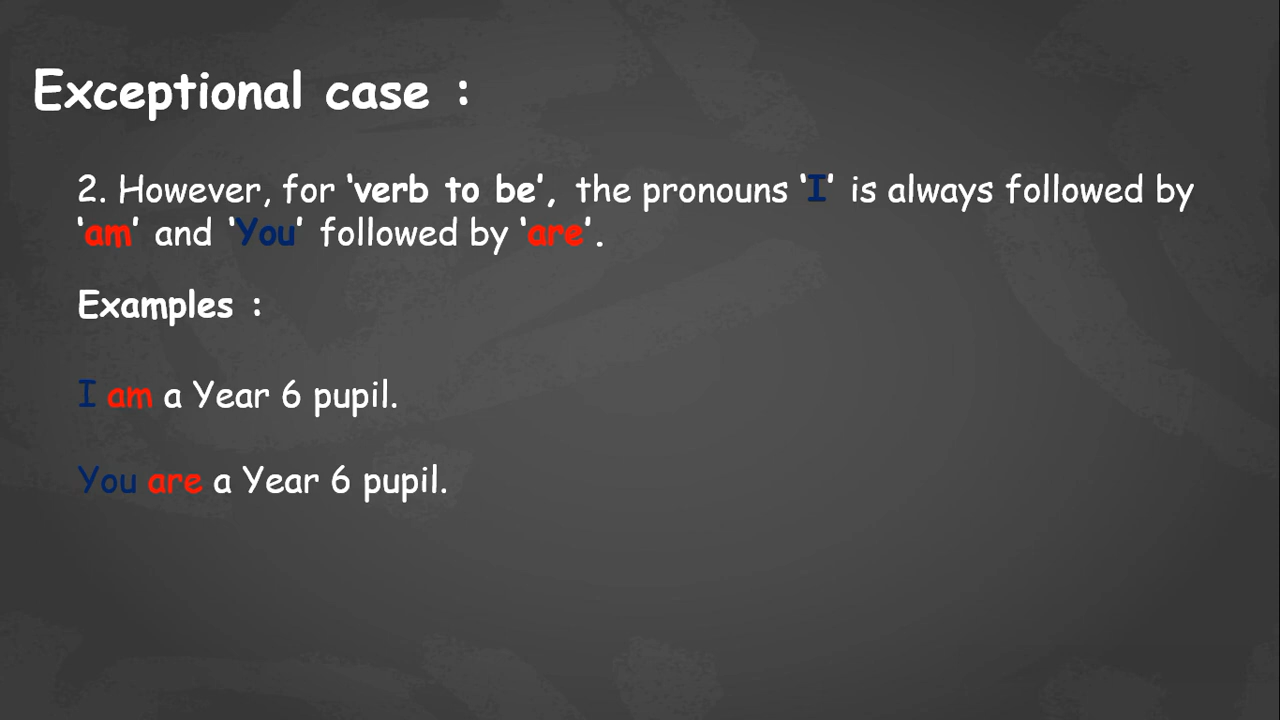 Exceptional case :
2. However, for ‘verb to be’, the pronouns ‘I’ is always followed by
‘am’ and ‘You’ followed by ‘are’.
Examples :
I am a Year 6 pupil.
You are a Year 6 pupil.